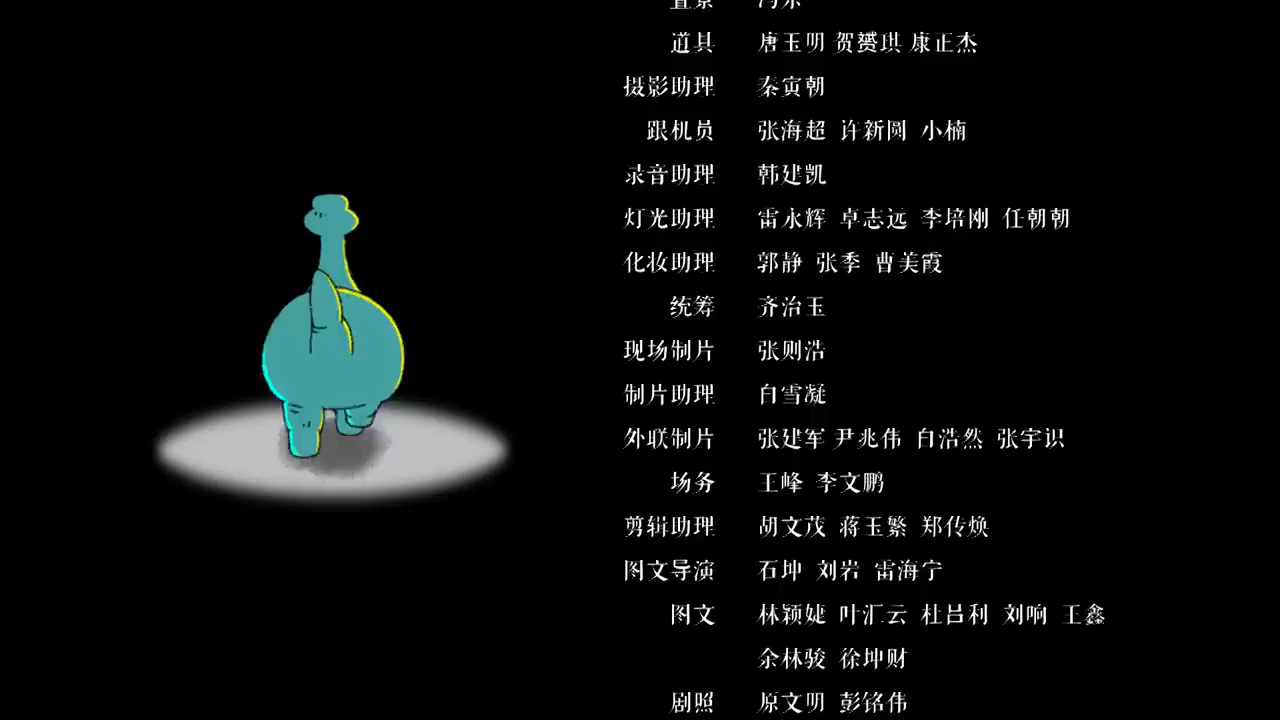 道具 唐玉明 贺赟珙 康正杰
摄影助理 秦寅朝
跟机员 张海超 许新圆 小楠
录音助理 韩建凯
灯光助理 雷永辉 卓志远 李培刚 任朝朝
化妆助理 郭静 张季 曹美霞
统筹 齐治玉
现场制片 张则浩
制片助理 白雪凝
外联制片 张建军 尹兆伟 白浩然 张宇识
场务 王峰 李文鹏
剪辑助理 胡文茂 蒋玉繁 郑传焕
图文导演 石坤 刘岩 雷海宁
图文 林颖婕 叶汇云 杜吕利 刘响 王鑫
余林骏 徐坤财
剧照 原文明 彭铭伟